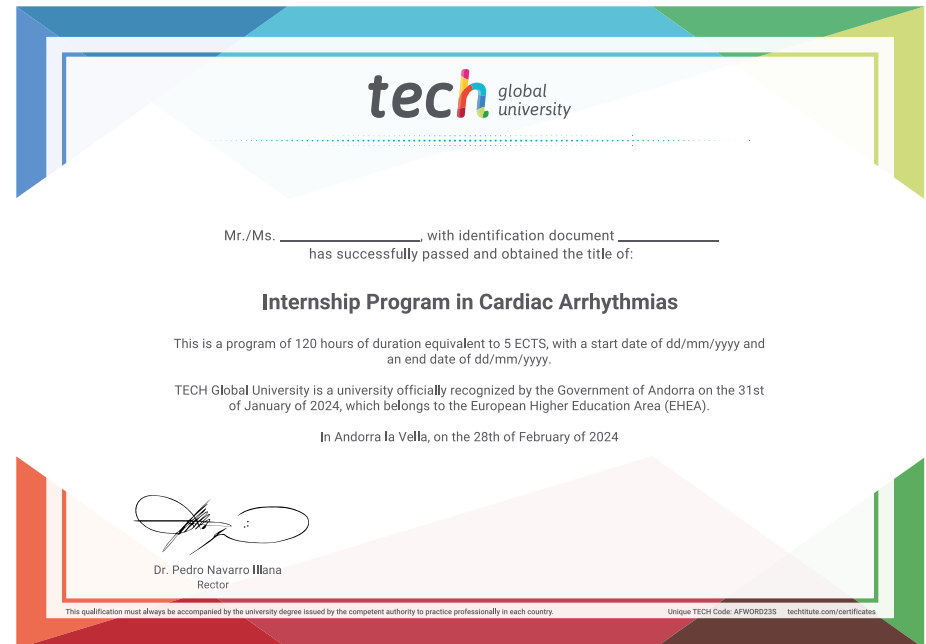 tech global
university
Mr./Ms. ____________, with identification document ____________
has successfully passed and obtained the title of:
Internship Program in Cardiac Arrhythmias
This is a program of 120 hours of duration equivalent to 5 ECTS, with a start date of dd/mm/yyyy and
an end date of dd/mm/yyyy.
TECH Global University is a university officially recognized by the Government of Andorra on the 31st
of January of 2024, which belongs to the European Higher Education Area (EHEA).
In Andorra la Vella, on the 28th of February of 2024
Dr. Pedro Navarro Illana
Rector
This qualification must always be accompanied by the university degree issued by the competent authority to practice professionally in each country. Unique TECH Code: AFWORD23S techtitute.com/certificates